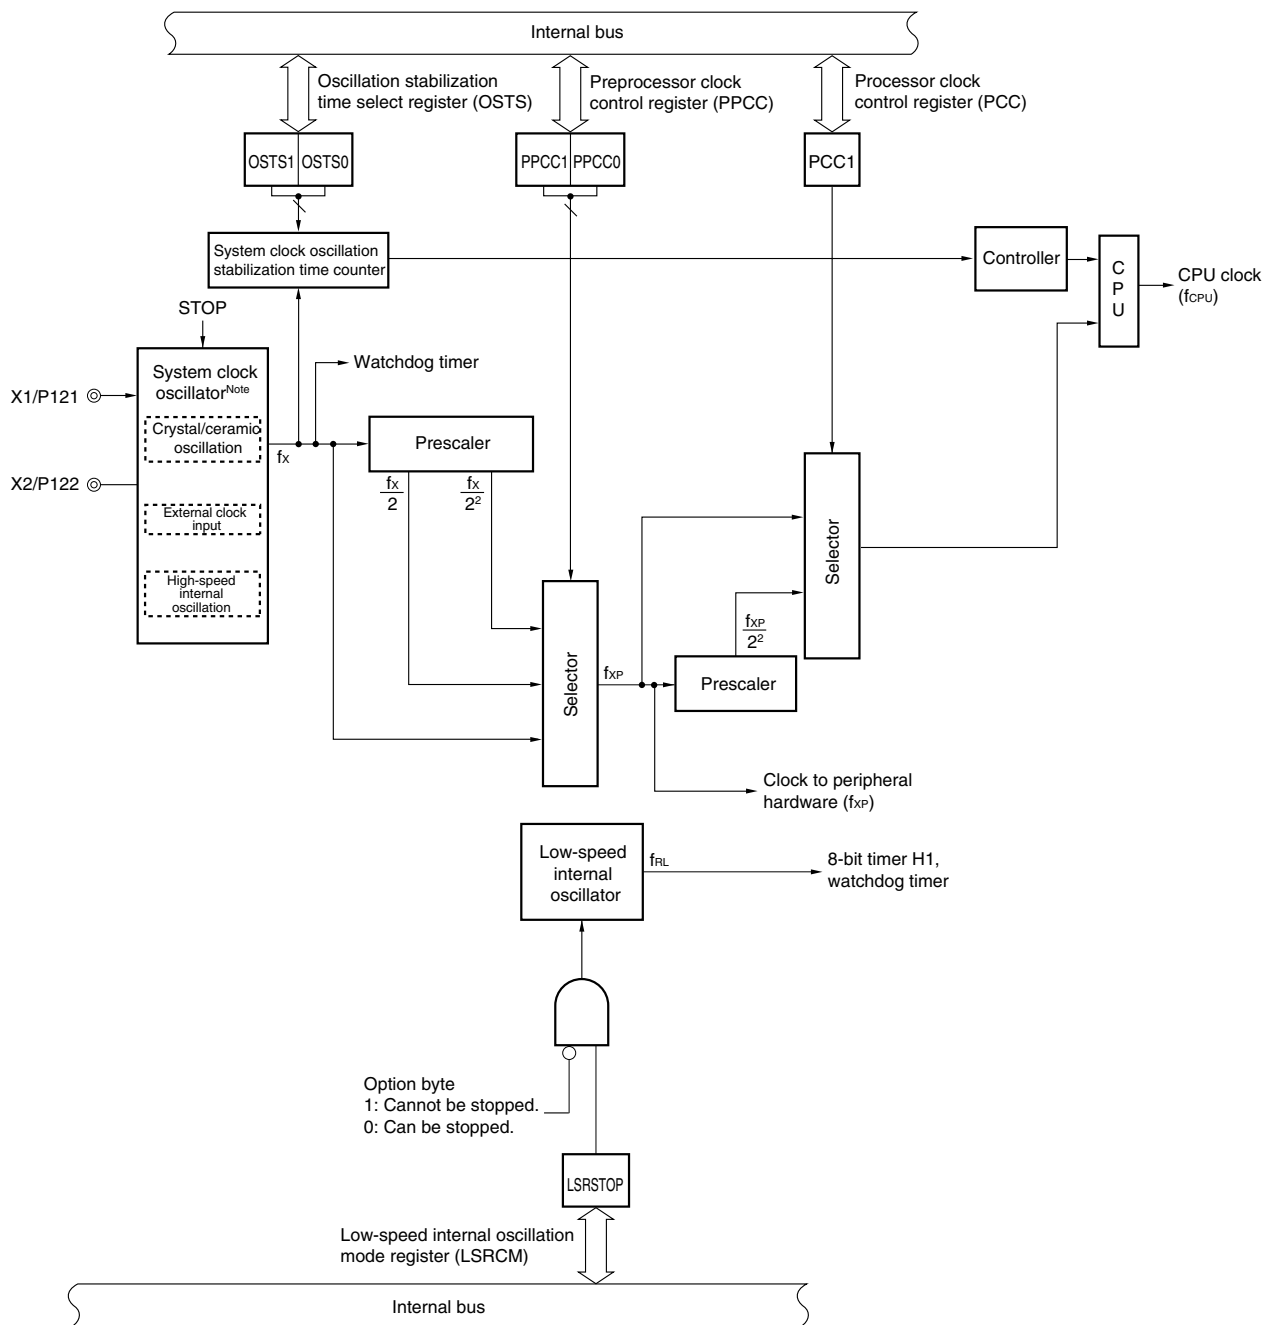 Internal bus
Oscillation stabilization
time select register (OSTS)
Preprocessor clock
control register (PPCC)
Processor clock
control register (PCC)
OSTS1 OSTS0
PPCC1 PPCC0
PCC1
System clock oscillation
stabilization time counter
Controller
CPU
CPU clock
(fCPU)
STOP
Watchdog timer
System clock
oscillatorNote
X1/P121
Crystal/ceramic
oscillation
fX
Prescaler
X2/P122
fX/2
fX/2²
External clock
input
High-speed
internal
oscillation
Selector
Selector
fXP/2²
fXP
Prescaler
Clock to peripheral
hardware (fXP)
Low-speed
internal
oscillator
fRL
8-bit timer H1,
watchdog timer
Option byte
1: Cannot be stopped.
0: Can be stopped.
LSRSTOP
Low-speed internal oscillation
mode register (LSRCM)
Internal bus